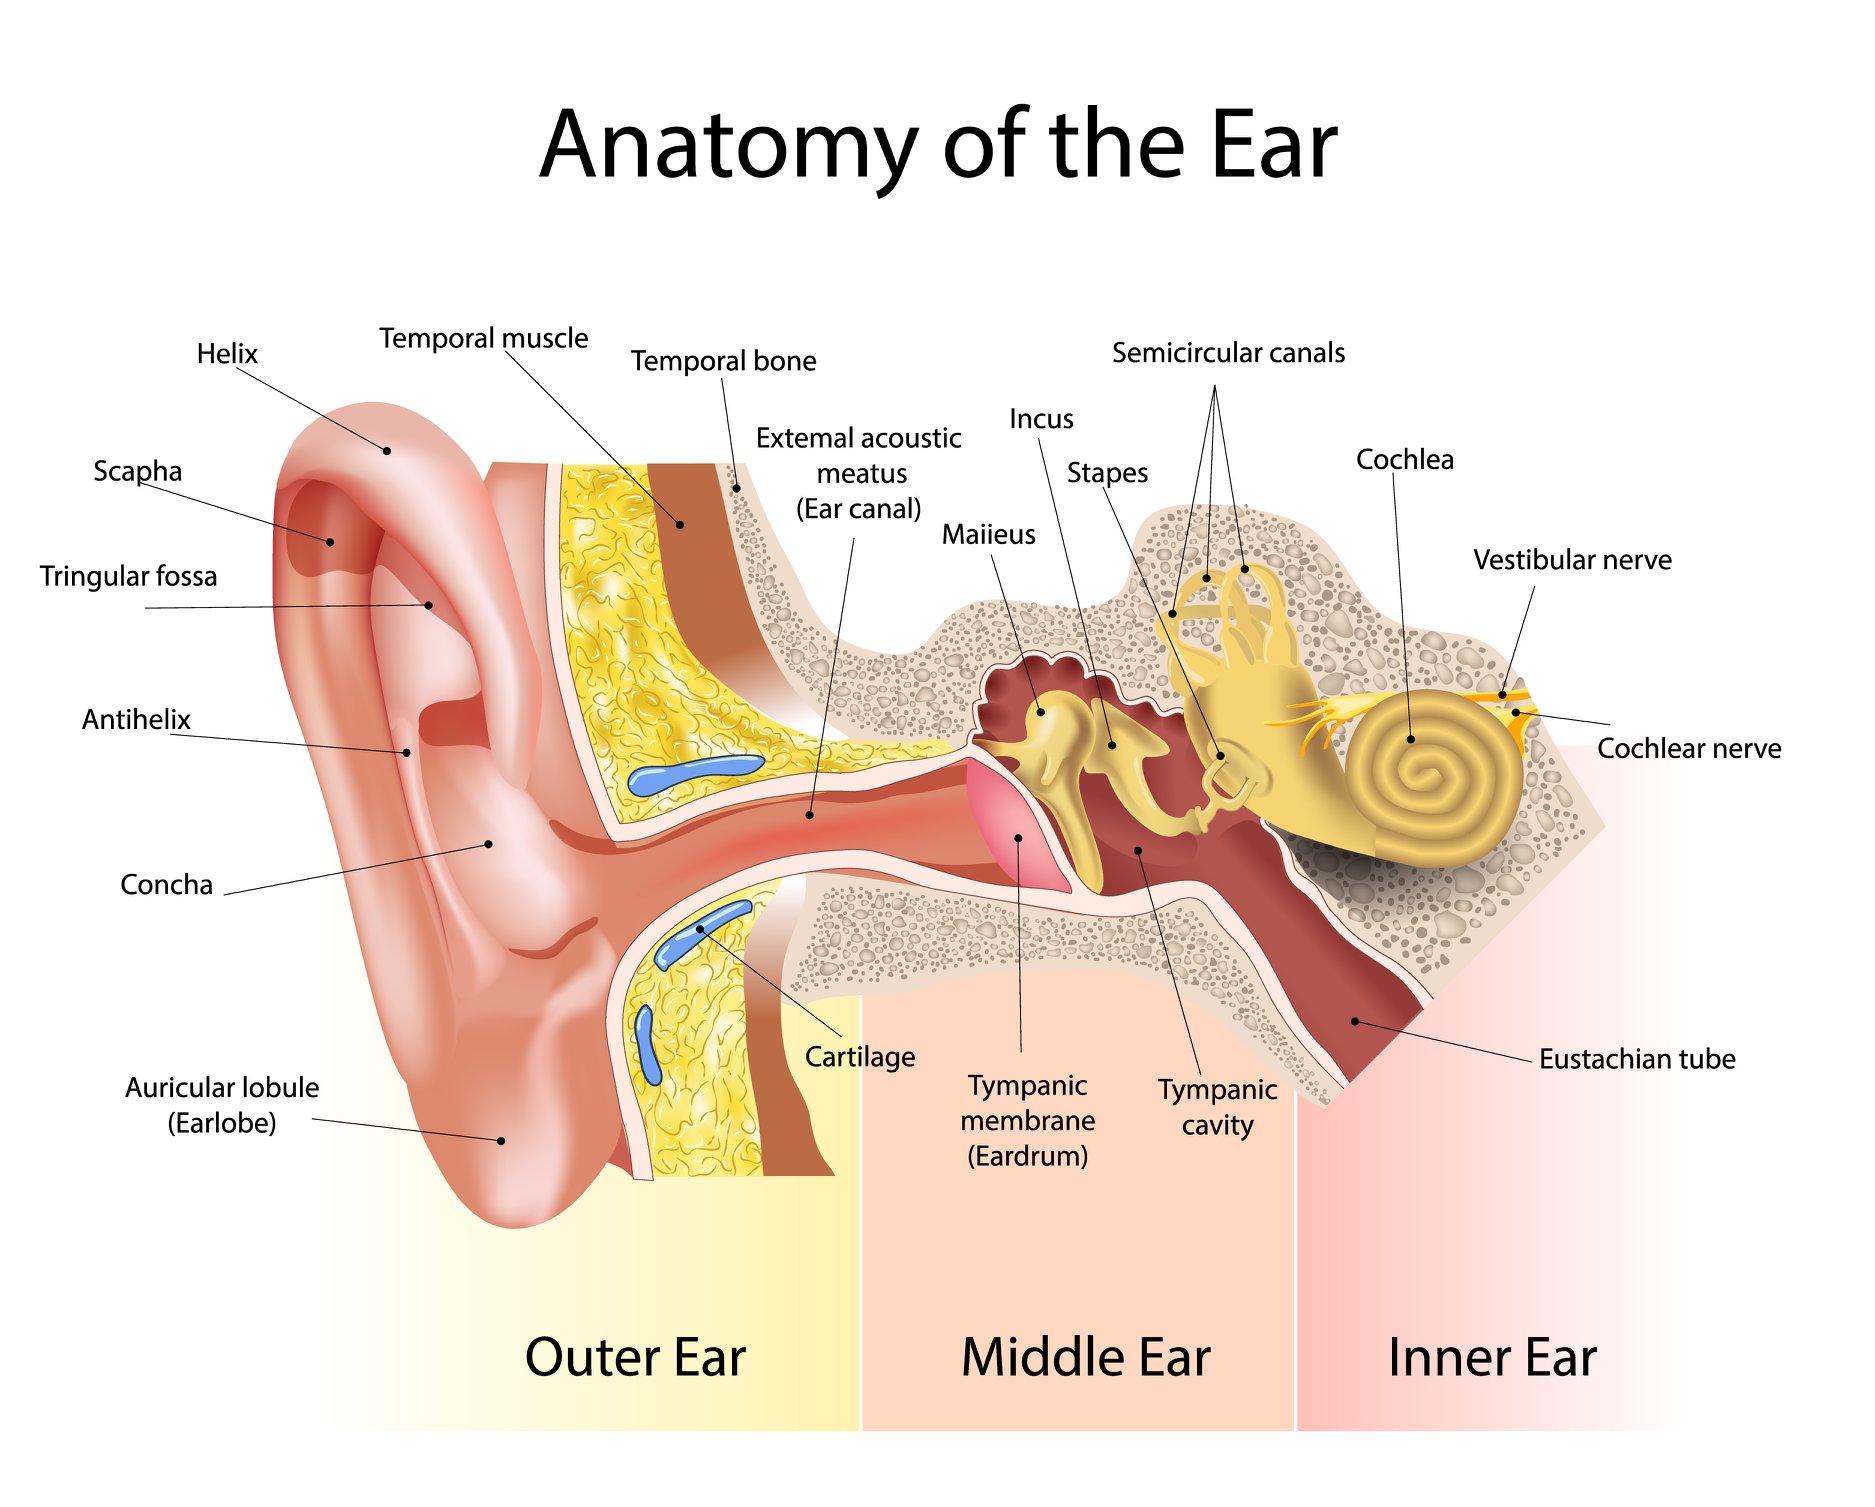 Anatomy of the Ear
Helix
Temporal muscle
Temporal bone
Semicircular canals
Scapha
Extemal acoustic
meatus
(Ear canal)
Incus
Stapes
Cochlea
Maiieus
Vestibular nerve
Tringular fossa
Antihelix
Cochlear nerve
Concha
Cartilage
Eustachian tube
Auricular lobule
(Earlobe)
Tympanic
membrane
(Eardrum)
Tympanic
cavity
Outer Ear
Middle Ear
Inner Ear